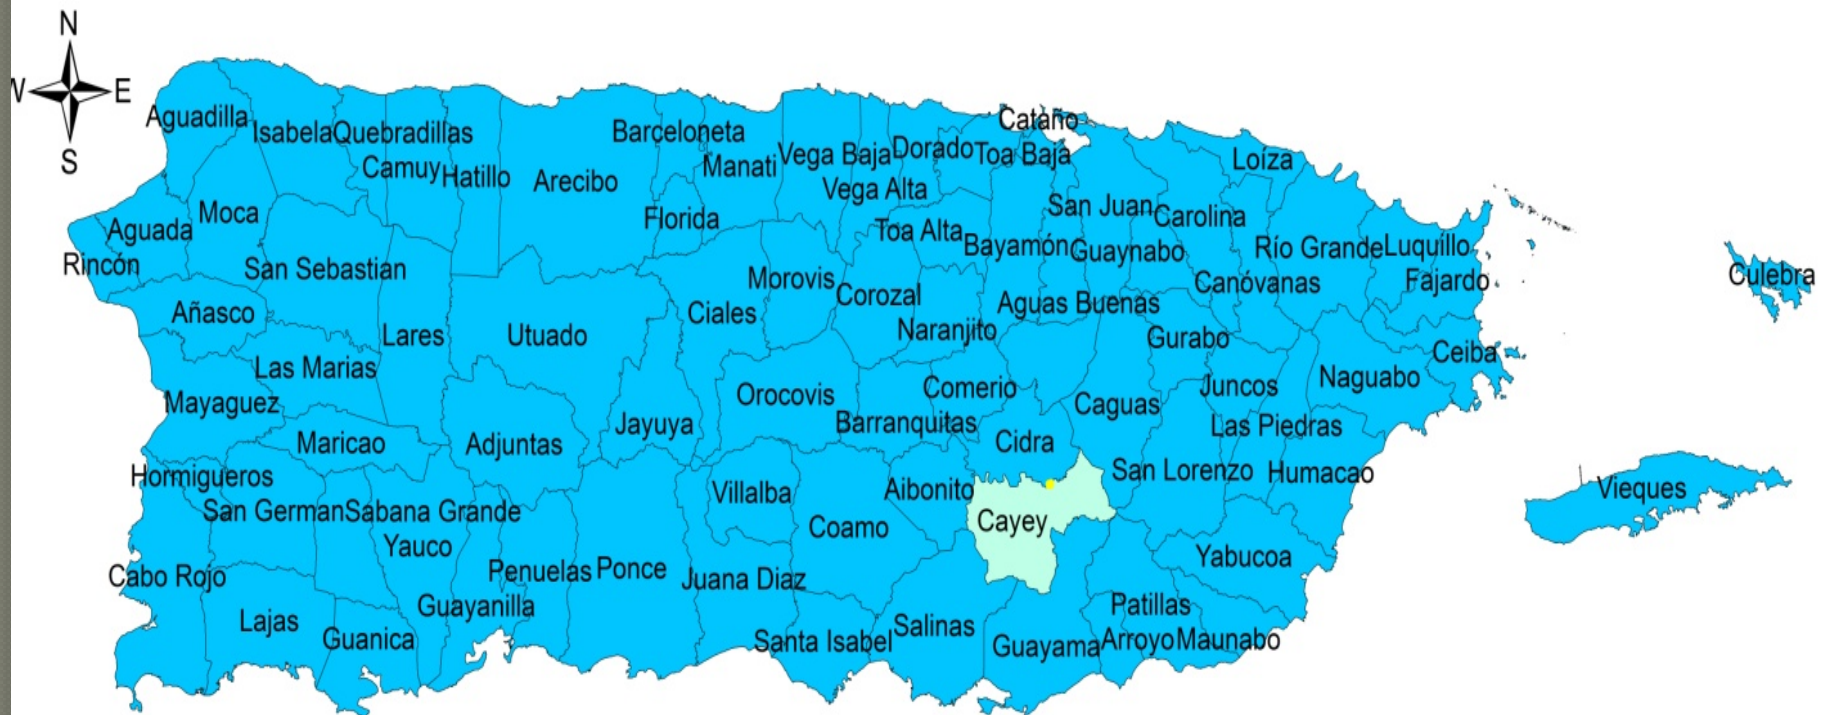 N
W
E
S
Aguadilla
Isabela
Quebradillas
Camuy
Hatillo
Arecibo
Barceloneta
Manati
Vega Baja
Dorado
Cataño
Toa Baja
Vega Alta
Loíza
Florida
Moca
Aguada
Rincón
San Sebastian
Toa Alta
Bayamón
San Juan
Carolina
Guaynabo
Río Grande
Luquillo
Fajardo
Canóvanas
Culebra
Añasco
Lares
Utuado
Ciales
Morovis
Corozal
Naranjito
Aguas Buenas
Gurabo
Ceiba
Las Marias
Mayaguez
Maricao
Adjuntas
Jayuya
Orocovis
Comerio
Barranquitas
Cidra
Caguas
Juncos
Naguabo
Las Piedras
Hormigueros
San German
Sabana Grande
Yauco
Villalba
Coamo
Aibonito
Cayey
San Lorenzo
Humacao
Vieques
Yabucoa
Cabo Rojo
Lajas
Guanica
Guayanilla
Penuelas
Ponce
Juana Diaz
Santa Isabel
Salinas
Guayama
Patillas
Arroyo
Maunabo